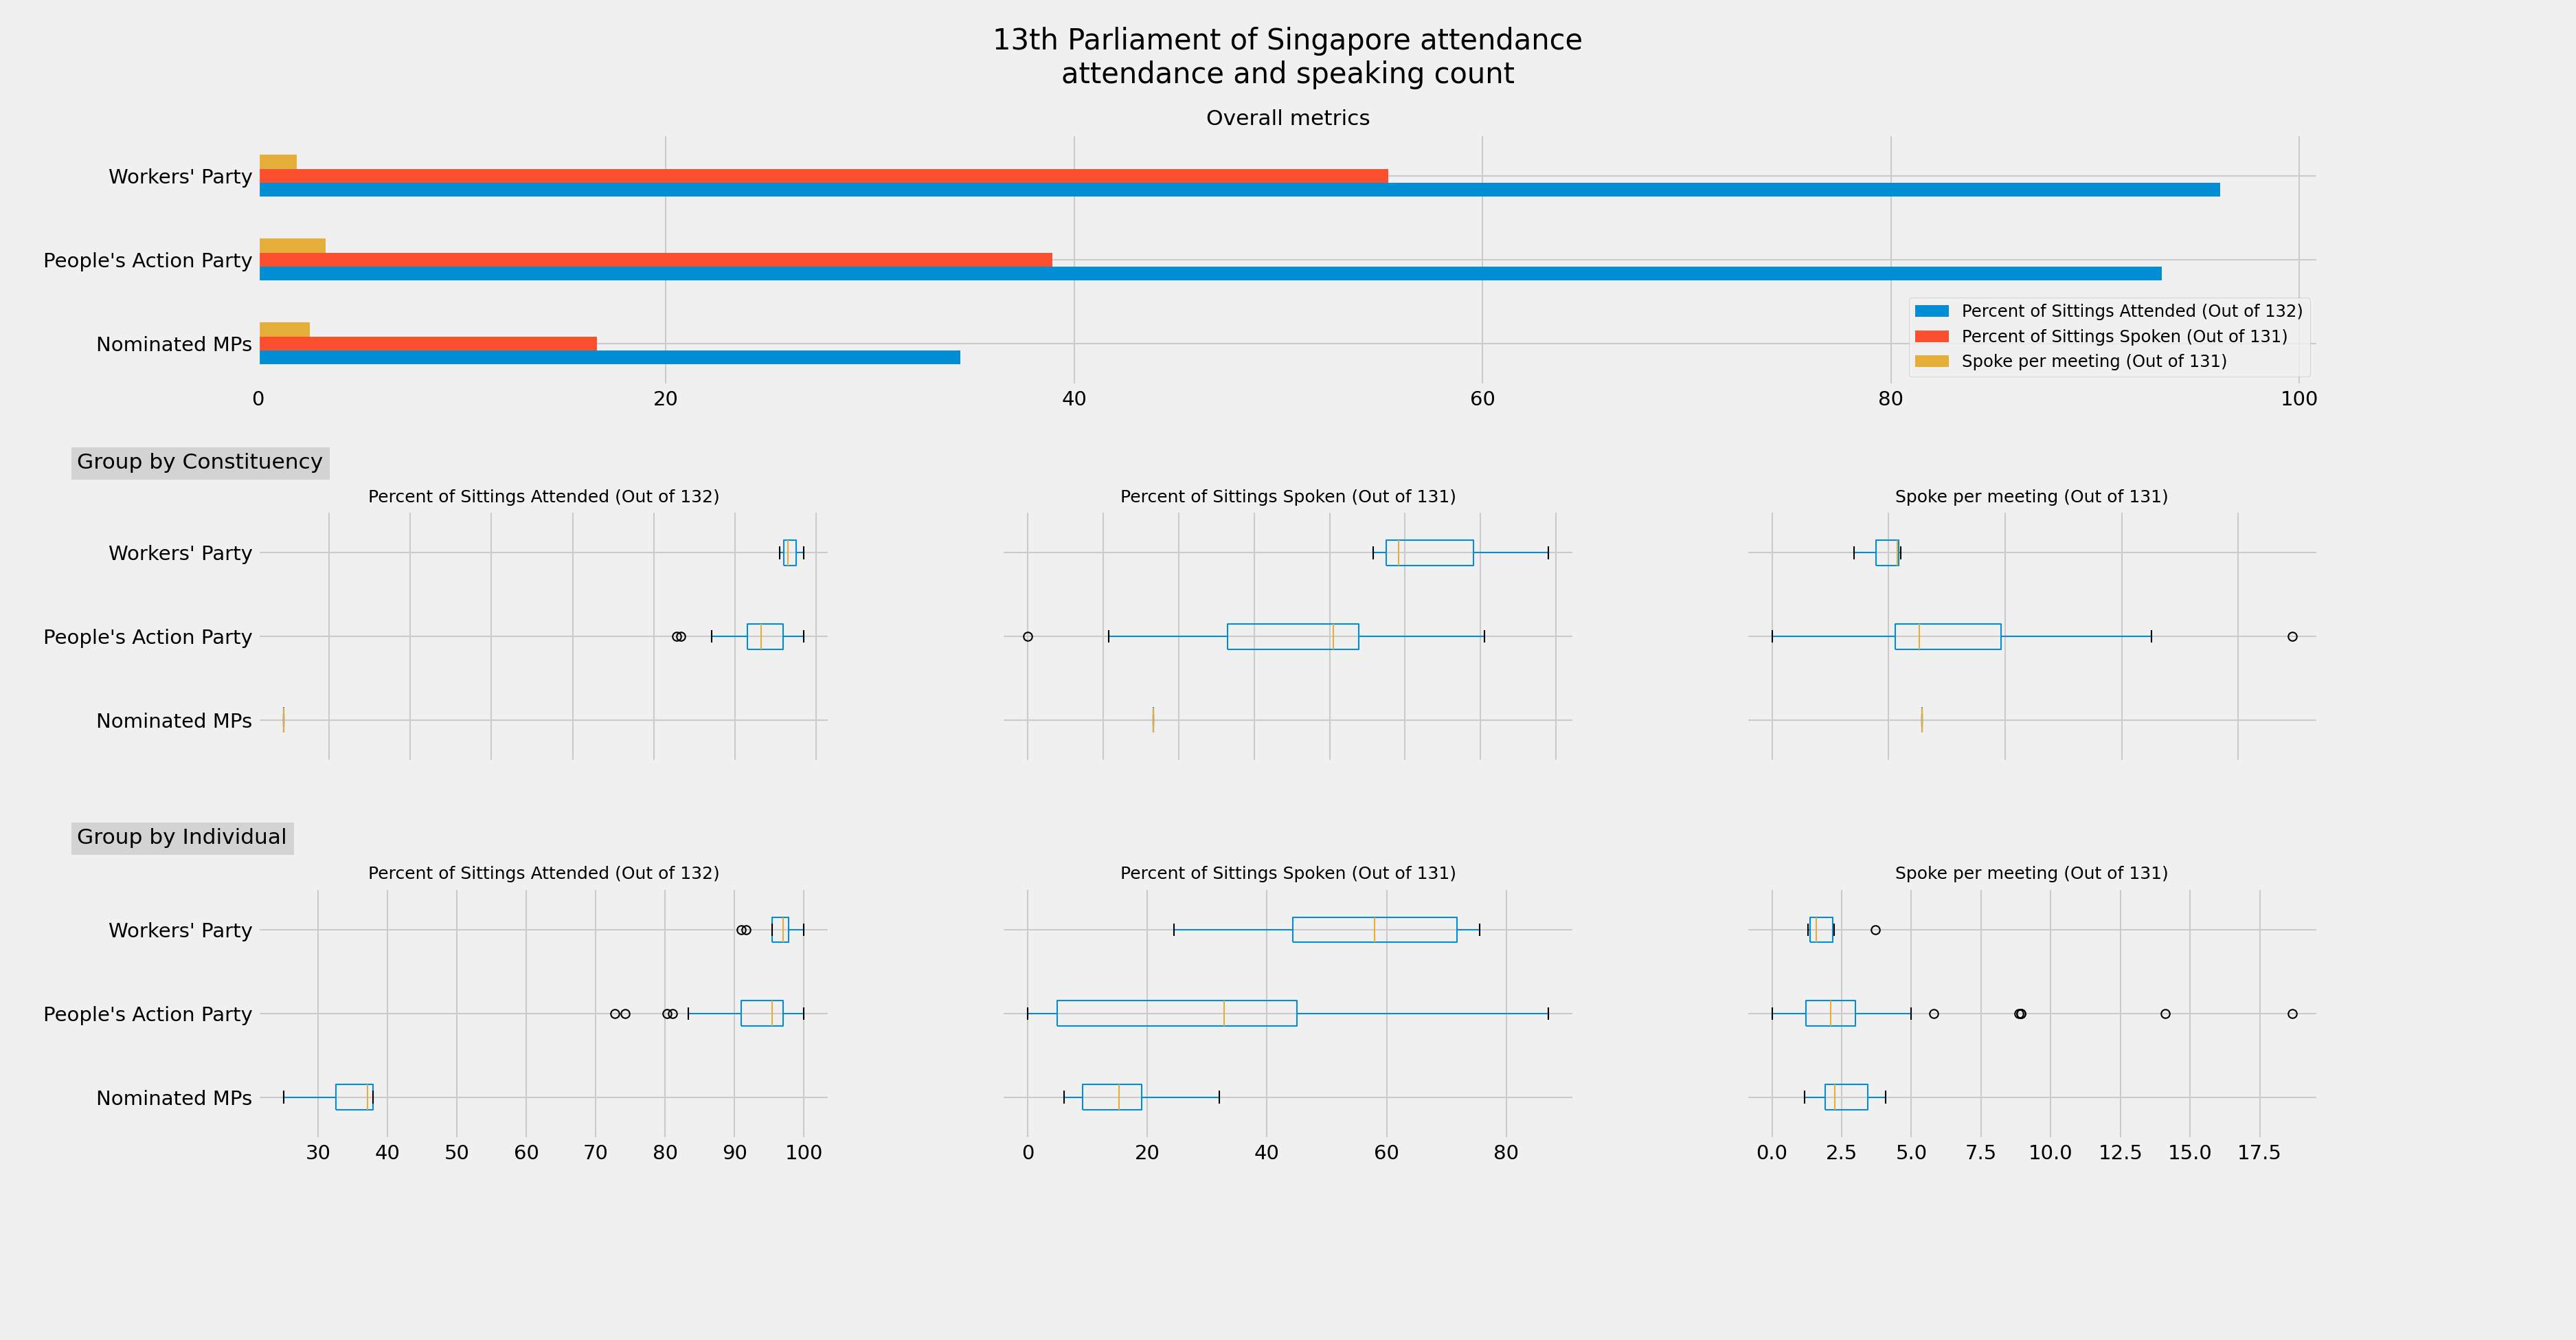 13th Parliament of Singapore attendance
attendance and speaking count
Overall metrics
Workers' Party
People's Action Party
Nominated MPs
Percent of Sittings Attended (Out of 132)
Percent of Sittings Spoken (Out of 131)
Spoke per meeting (Out of 131)
0 20 40 60 80 100
Group by Constituency
Percent of Sittings Attended (Out of 132) Percent of Sittings Spoken (Out of 131) Spoke per meeting (Out of 131)
Workers' Party
People's Action Party
Nominated MPs
Group by Individual
Percent of Sittings Attended (Out of 132) Percent of Sittings Spoken (Out of 131) Spoke per meeting (Out of 131)
Workers' Party
People's Action Party
Nominated MPs
30 40 50 60 70 80 90 100 0 20 40 60 80 0.0 2.5 5.0 7.5 10.0 12.5 15.0 17.5